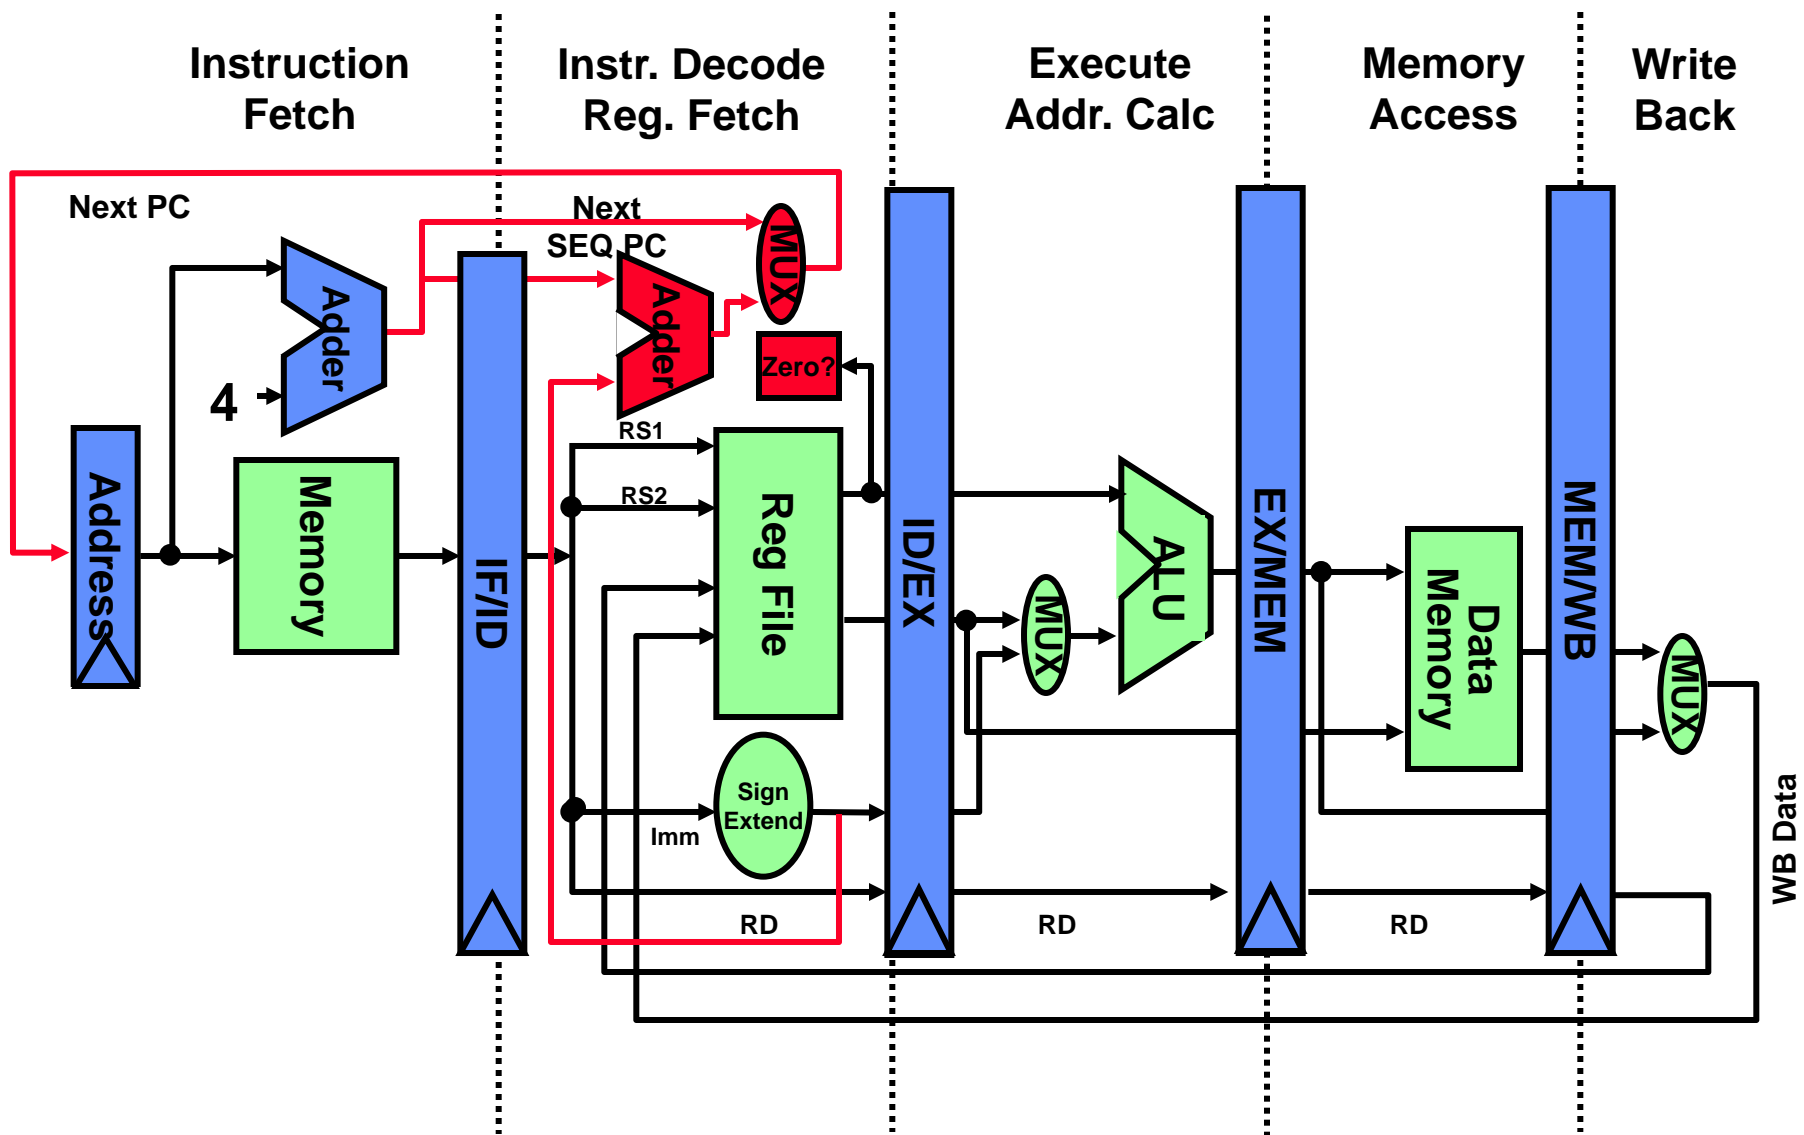 Instruction
Fetch
Instr. Decode
Reg. Fetch
Execute
Addr. Calc
Memory
Access
Write
Back
Next PC
Next
SEQ PC
MUX
Adder
Adder
Zero?
4
RS1
RS2
Address
Memory
IF/ID
Reg File
ID/EX
MUX
ALU
EX/MEM
Data
Memory
MEM/WB
MUX
Sign
Extend
Imm
RD
RD
RD
WB Data